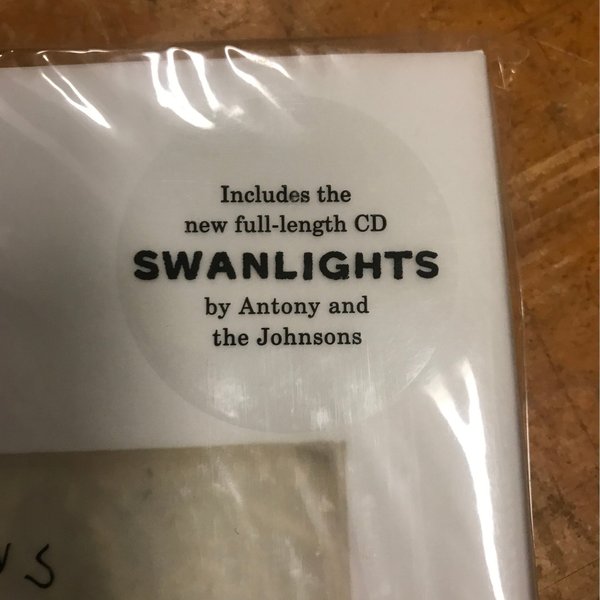 Includes the
new full-length CD
SWANLIGHTS
by Antony and
the Johnsons